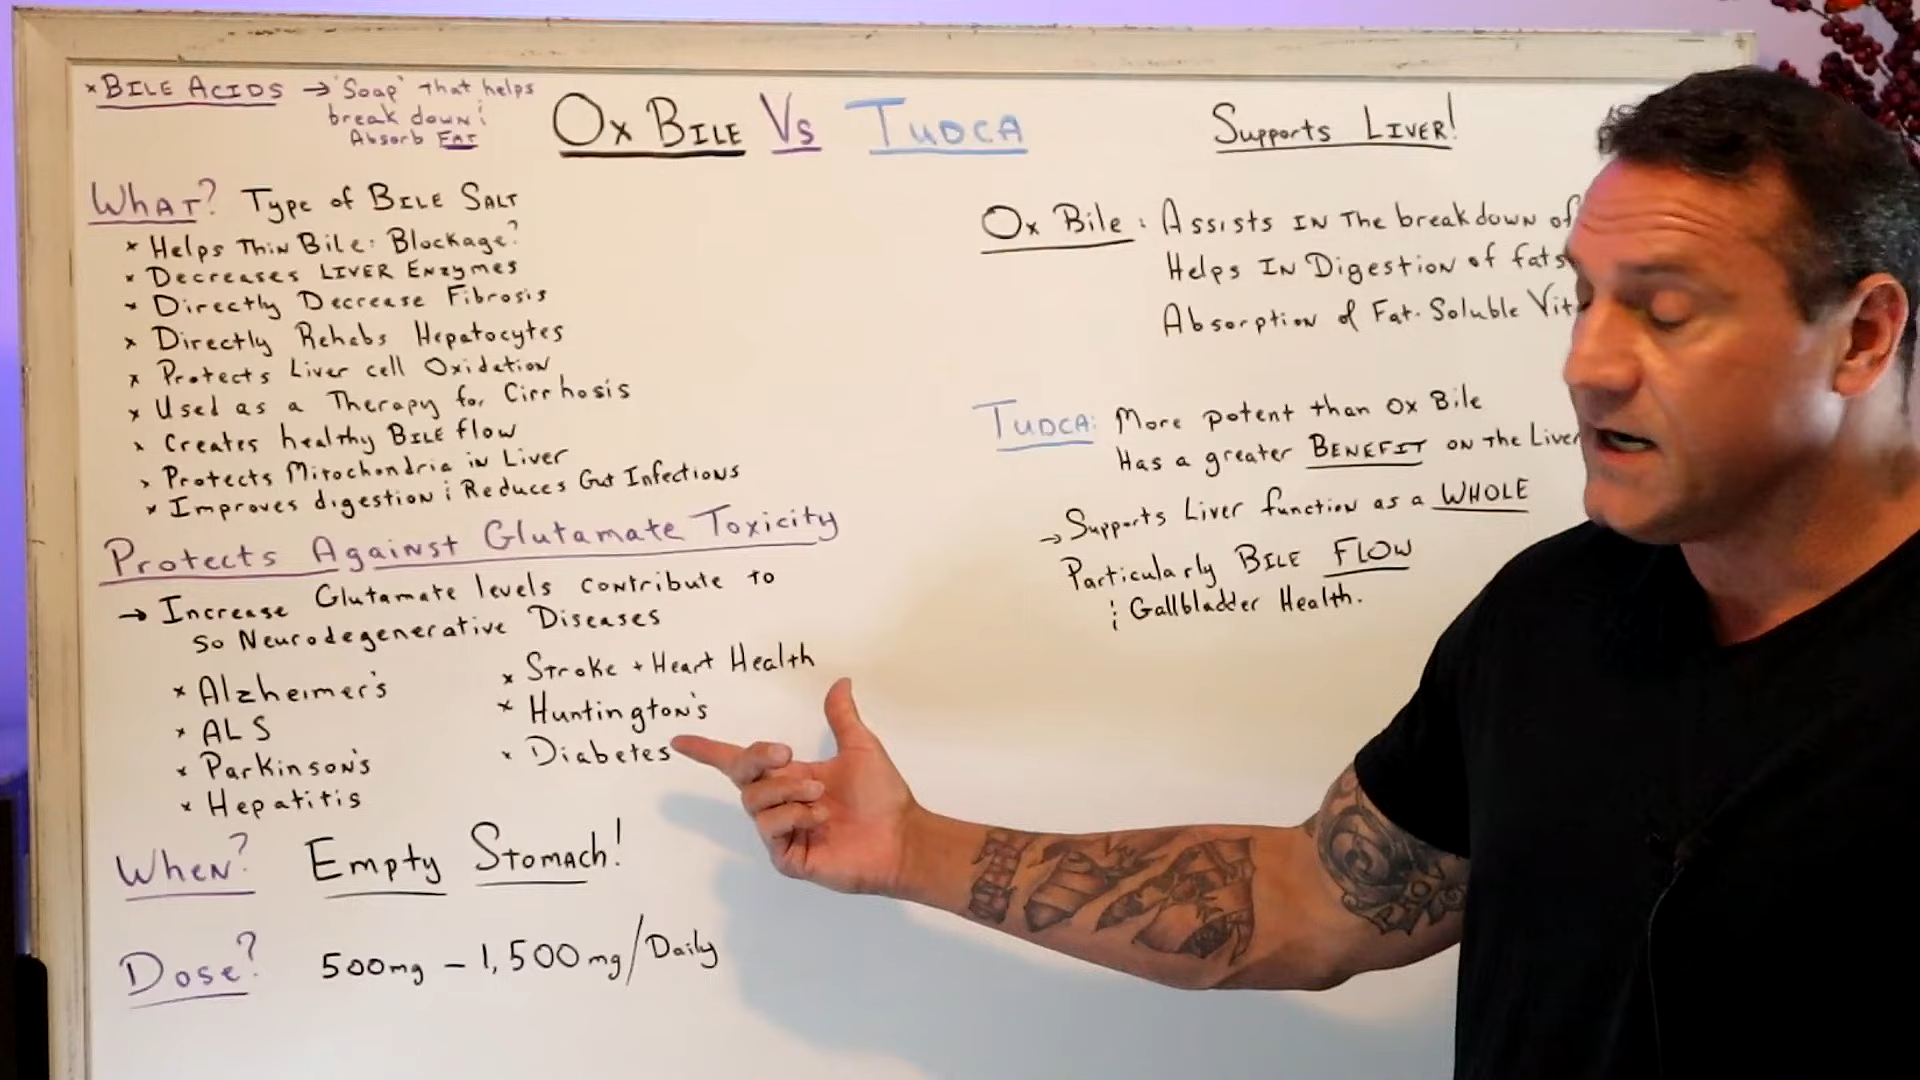 * BILE ACIDS → 'Soap' that helps
break down &
Absorb FAT
OX BILE VS TUDCA
Supports LIVER!
WHAT? Type of BILE SALT
* Helps Thin Bile: Blockage?
* Decreases LIVER Enzymes
* Directly Decrease Fibrosis
* Directly Rehabs Hepatocytes
* Protects Liver cell Oxidation
* Used as a Therapy for Cirrhosis
* Creates healthy BILE flow
* Protects Mitochondria in Liver
* Improves digestion & Reduces Gut Infections
Protects Against Glutamate Toxicity
→ Increase Glutamate levels contribute to
so Neurodegenerative Diseases
* Alzheimer's
* ALS
* Parkinson's
* Hepatitis
* Stroke + Heart Health
* Huntington's
* Diabetes
WHEN? Empty Stomach!
Dose? 500mg – 1,500mg/Daily
Ox Bile: Assists in the breakdown of
Helps In Digestion of fats
Absorption of Fat-Soluble Vit
TUDCA: More potent than Ox Bile
Has a greater BENEFIT on the Liver
→ Supports Liver function as a WHOLE
Particularly BILE FLOW
& Gallbladder Health.
PROV